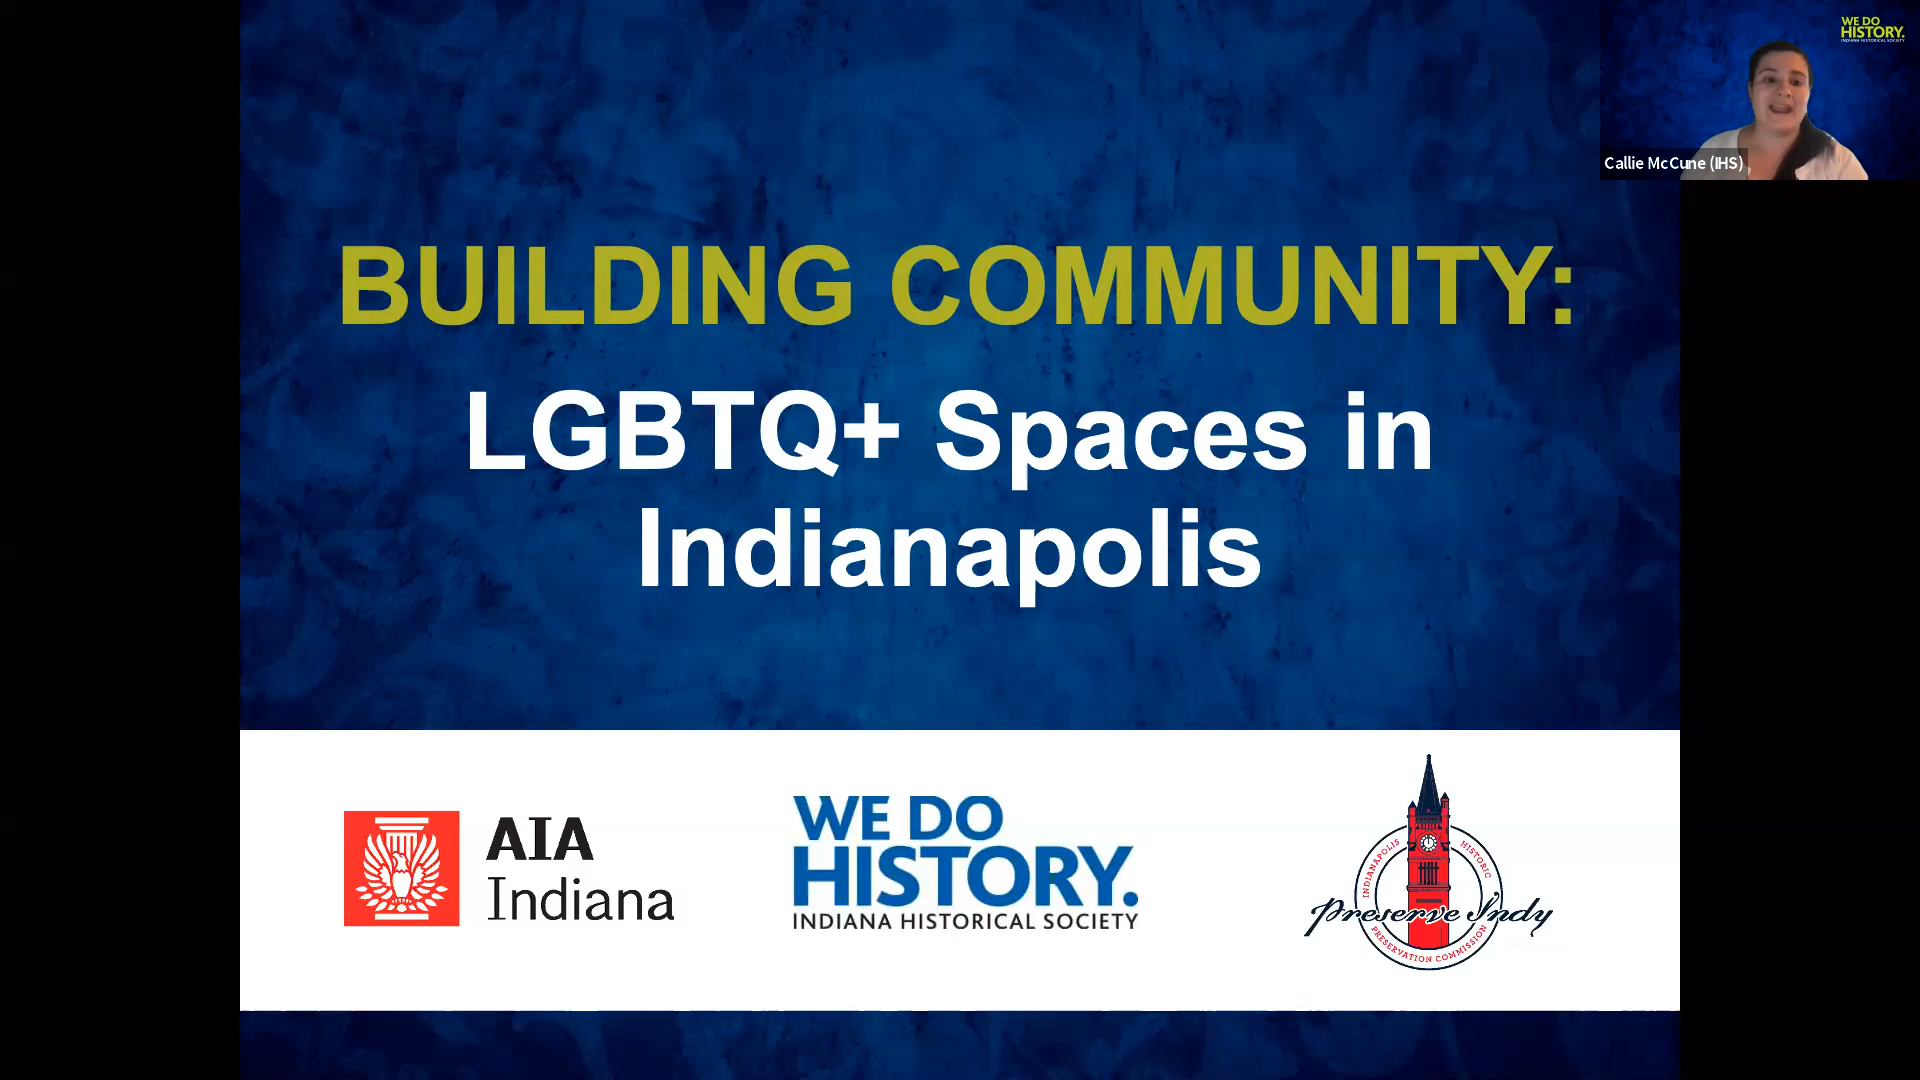 WE DO
HISTORY.
INDIANA HISTORICAL SOCIETY
Callie McCune (IHS)
BUILDING COMMUNITY:
LGBTQ+ Spaces in
Indianapolis
AIA
Indiana
WE DO
HISTORY.
INDIANA HISTORICAL SOCIETY
INDIANAPOLIS HISTORIC
Preserve Indy
PRESERVATION COMMISSION